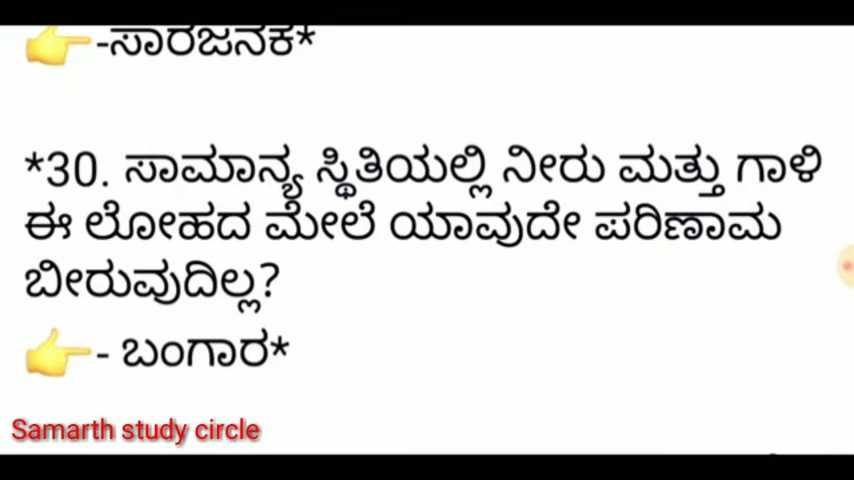 👉-ಸಾರಜನಕ*
*30. ಸಾಮಾನ್ಯ ಸ್ಥಿತಿಯಲ್ಲಿ ನೀರು ಮತ್ತು ಗಾಳಿ
ಈ ಲೋಹದ ಮೇಲೆ ಯಾವುದೇ ಪರಿಣಾಮ
ಬೀರುವುದಿಲ್ಲ?
👉- ಬಂಗಾರ*
Samarth study circle